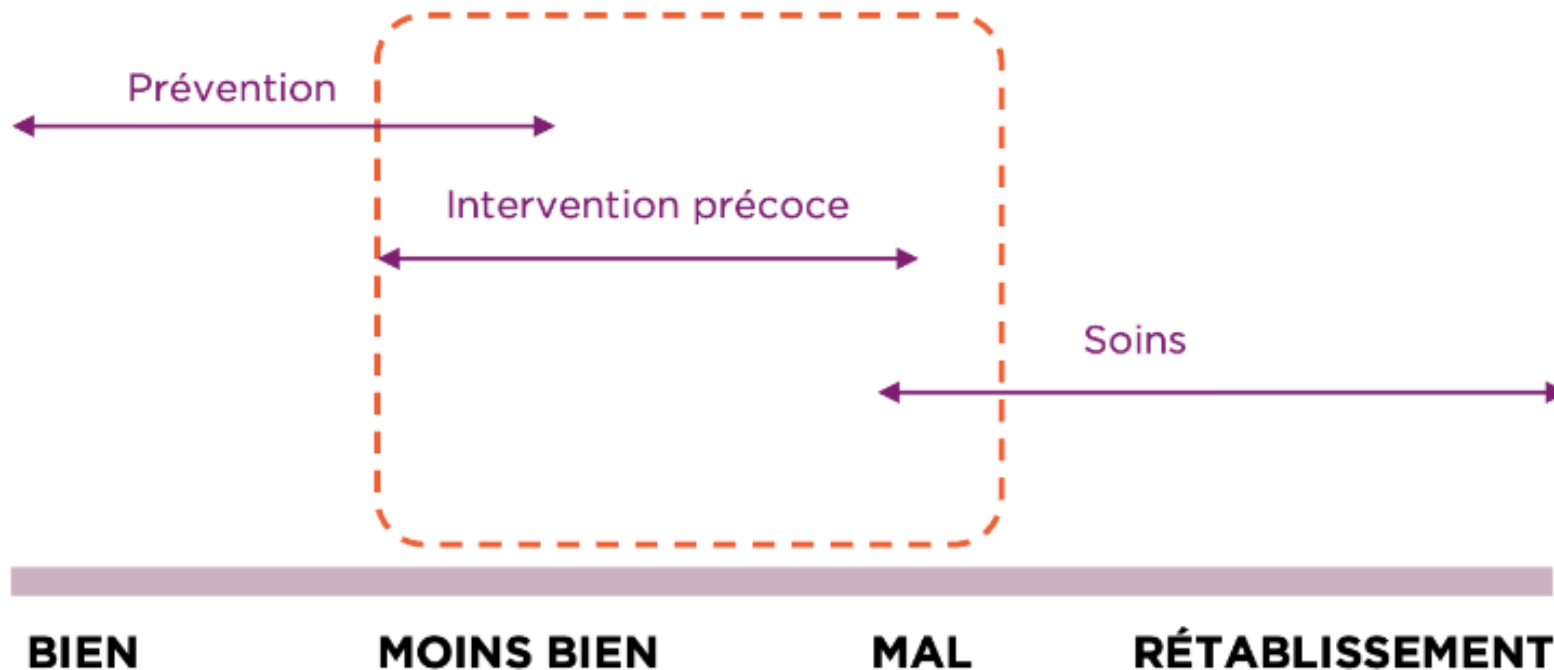 Prévention
Intervention précoce
Soins
BIEN MOINS BIEN MAL RÉTABLISSEMENT